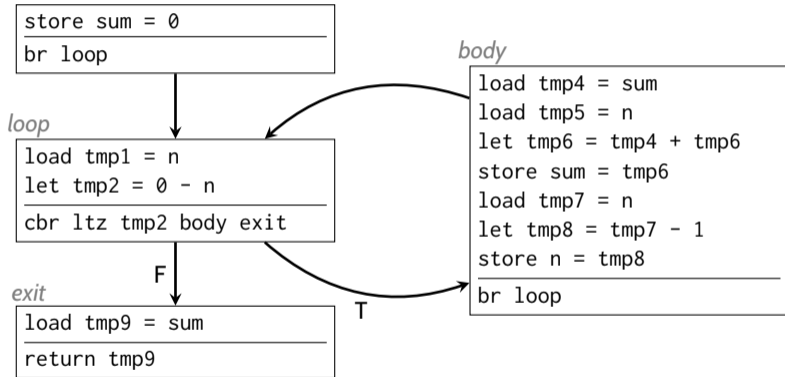 store sum = 0
br loop
loop
load tmp1 = n
let tmp2 = 0 - n
cbr ltz tmp2 body exit
F
T
exit
load tmp9 = sum
return tmp9
body
load tmp4 = sum
load tmp5 = n
let tmp6 = tmp4 + tmp6
store sum = tmp6
load tmp7 = n
let tmp8 = tmp7 - 1
store n = tmp8
br loop